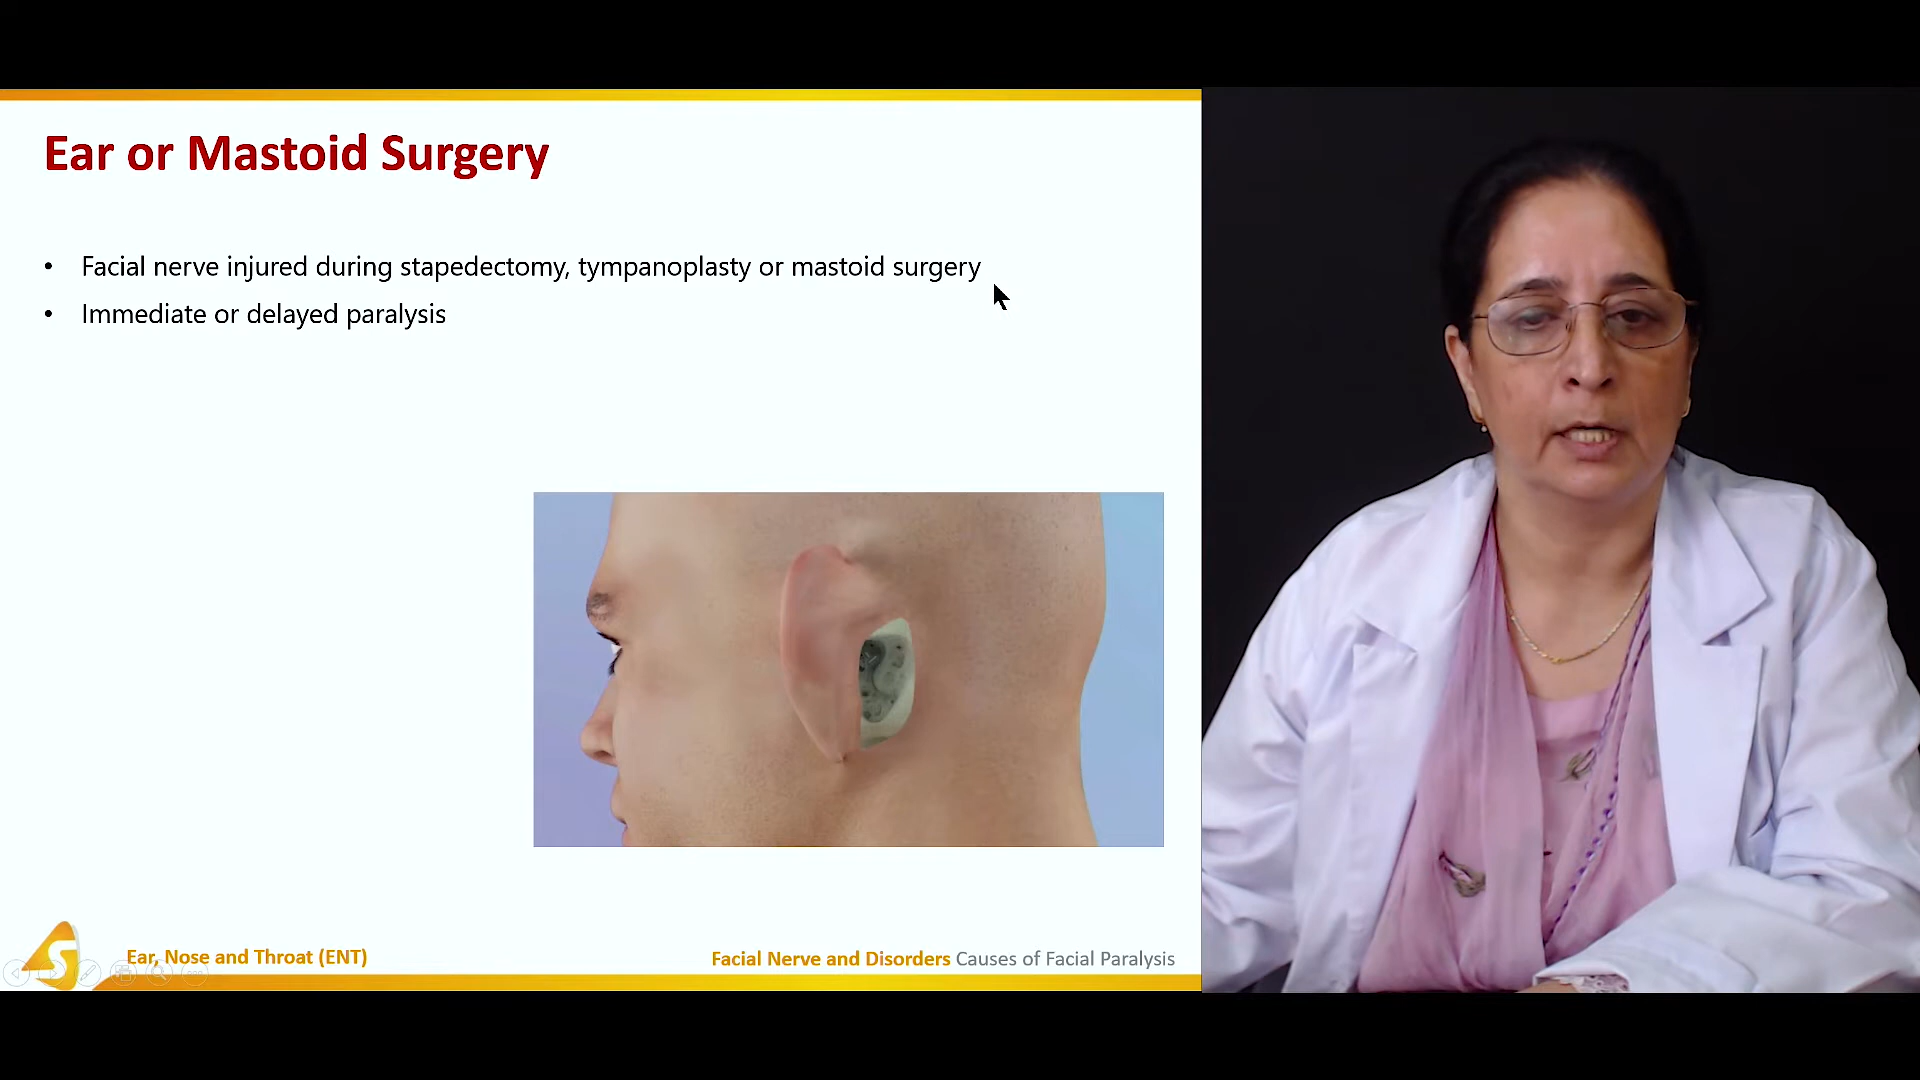 Ear or Mastoid Surgery
• Facial nerve injured during stapedectomy, tympanoplasty or mastoid surgery
• Immediate or delayed paralysis
Ear, Nose and Throat (ENT)
Facial Nerve and Disorders Causes of Facial Paralysis